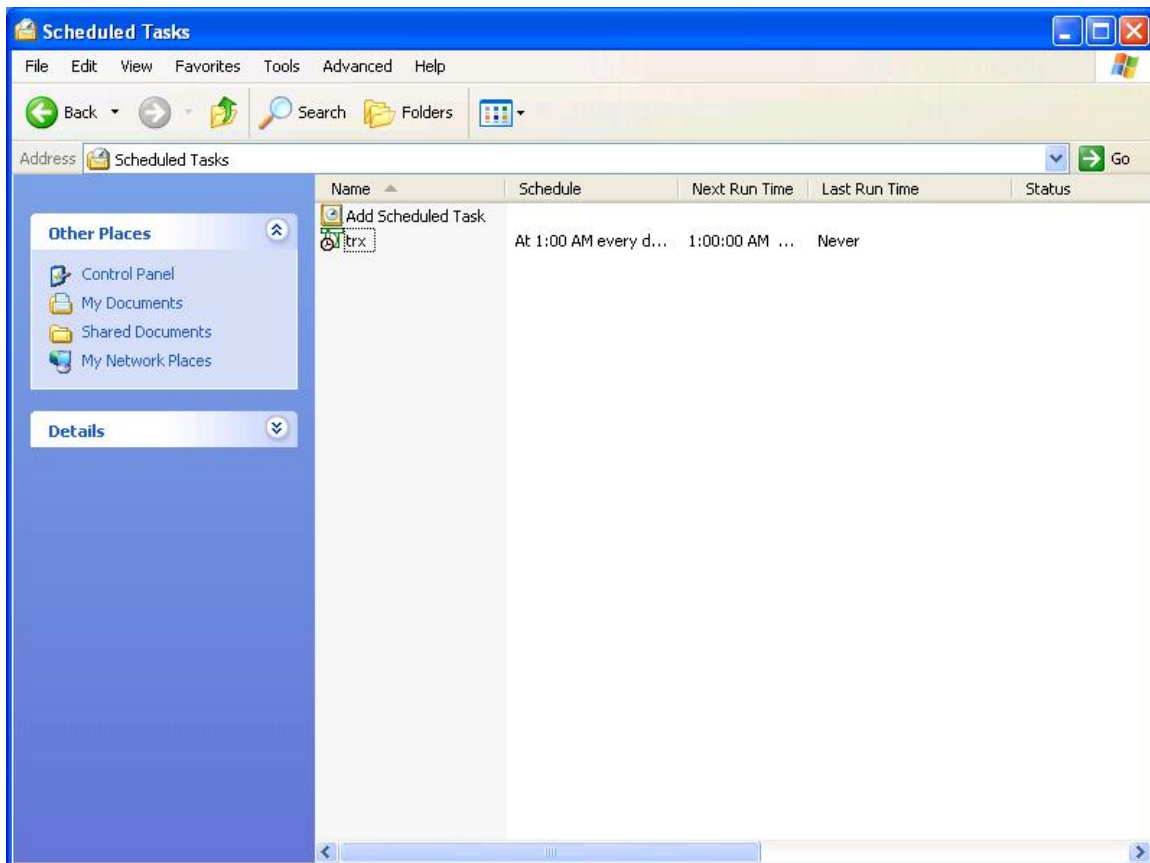 Scheduled Tasks
File Edit View Favorites Tools Advanced Help
Back Search Folders
Address Scheduled Tasks Go
Name Schedule Next Run Time Last Run Time Status
Other Places
Control Panel
My Documents
Shared Documents
My Network Places
Details
Add Scheduled Task
trx At 1:00 AM every d... 1:00:00 AM ... Never